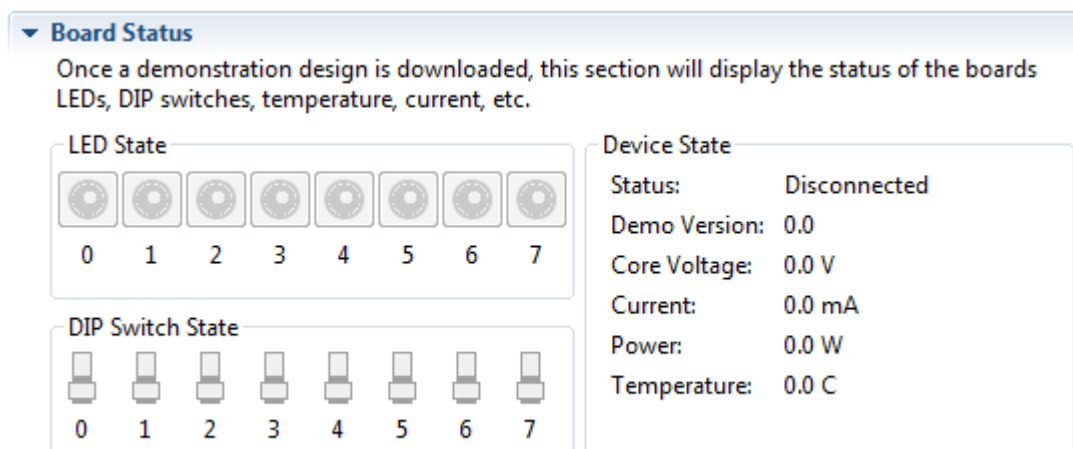 Board Status
Once a demonstration design is downloaded, this section will display the status of the boards
LEDs, DIP switches, temperature, current, etc.
LED State
0 1 2 3 4 5 6 7
DIP Switch State
0 1 2 3 4 5 6 7
Device State
Status: Disconnected
Demo Version: 0.0
Core Voltage: 0.0 V
Current: 0.0 mA
Power: 0.0 W
Temperature: 0.0 C